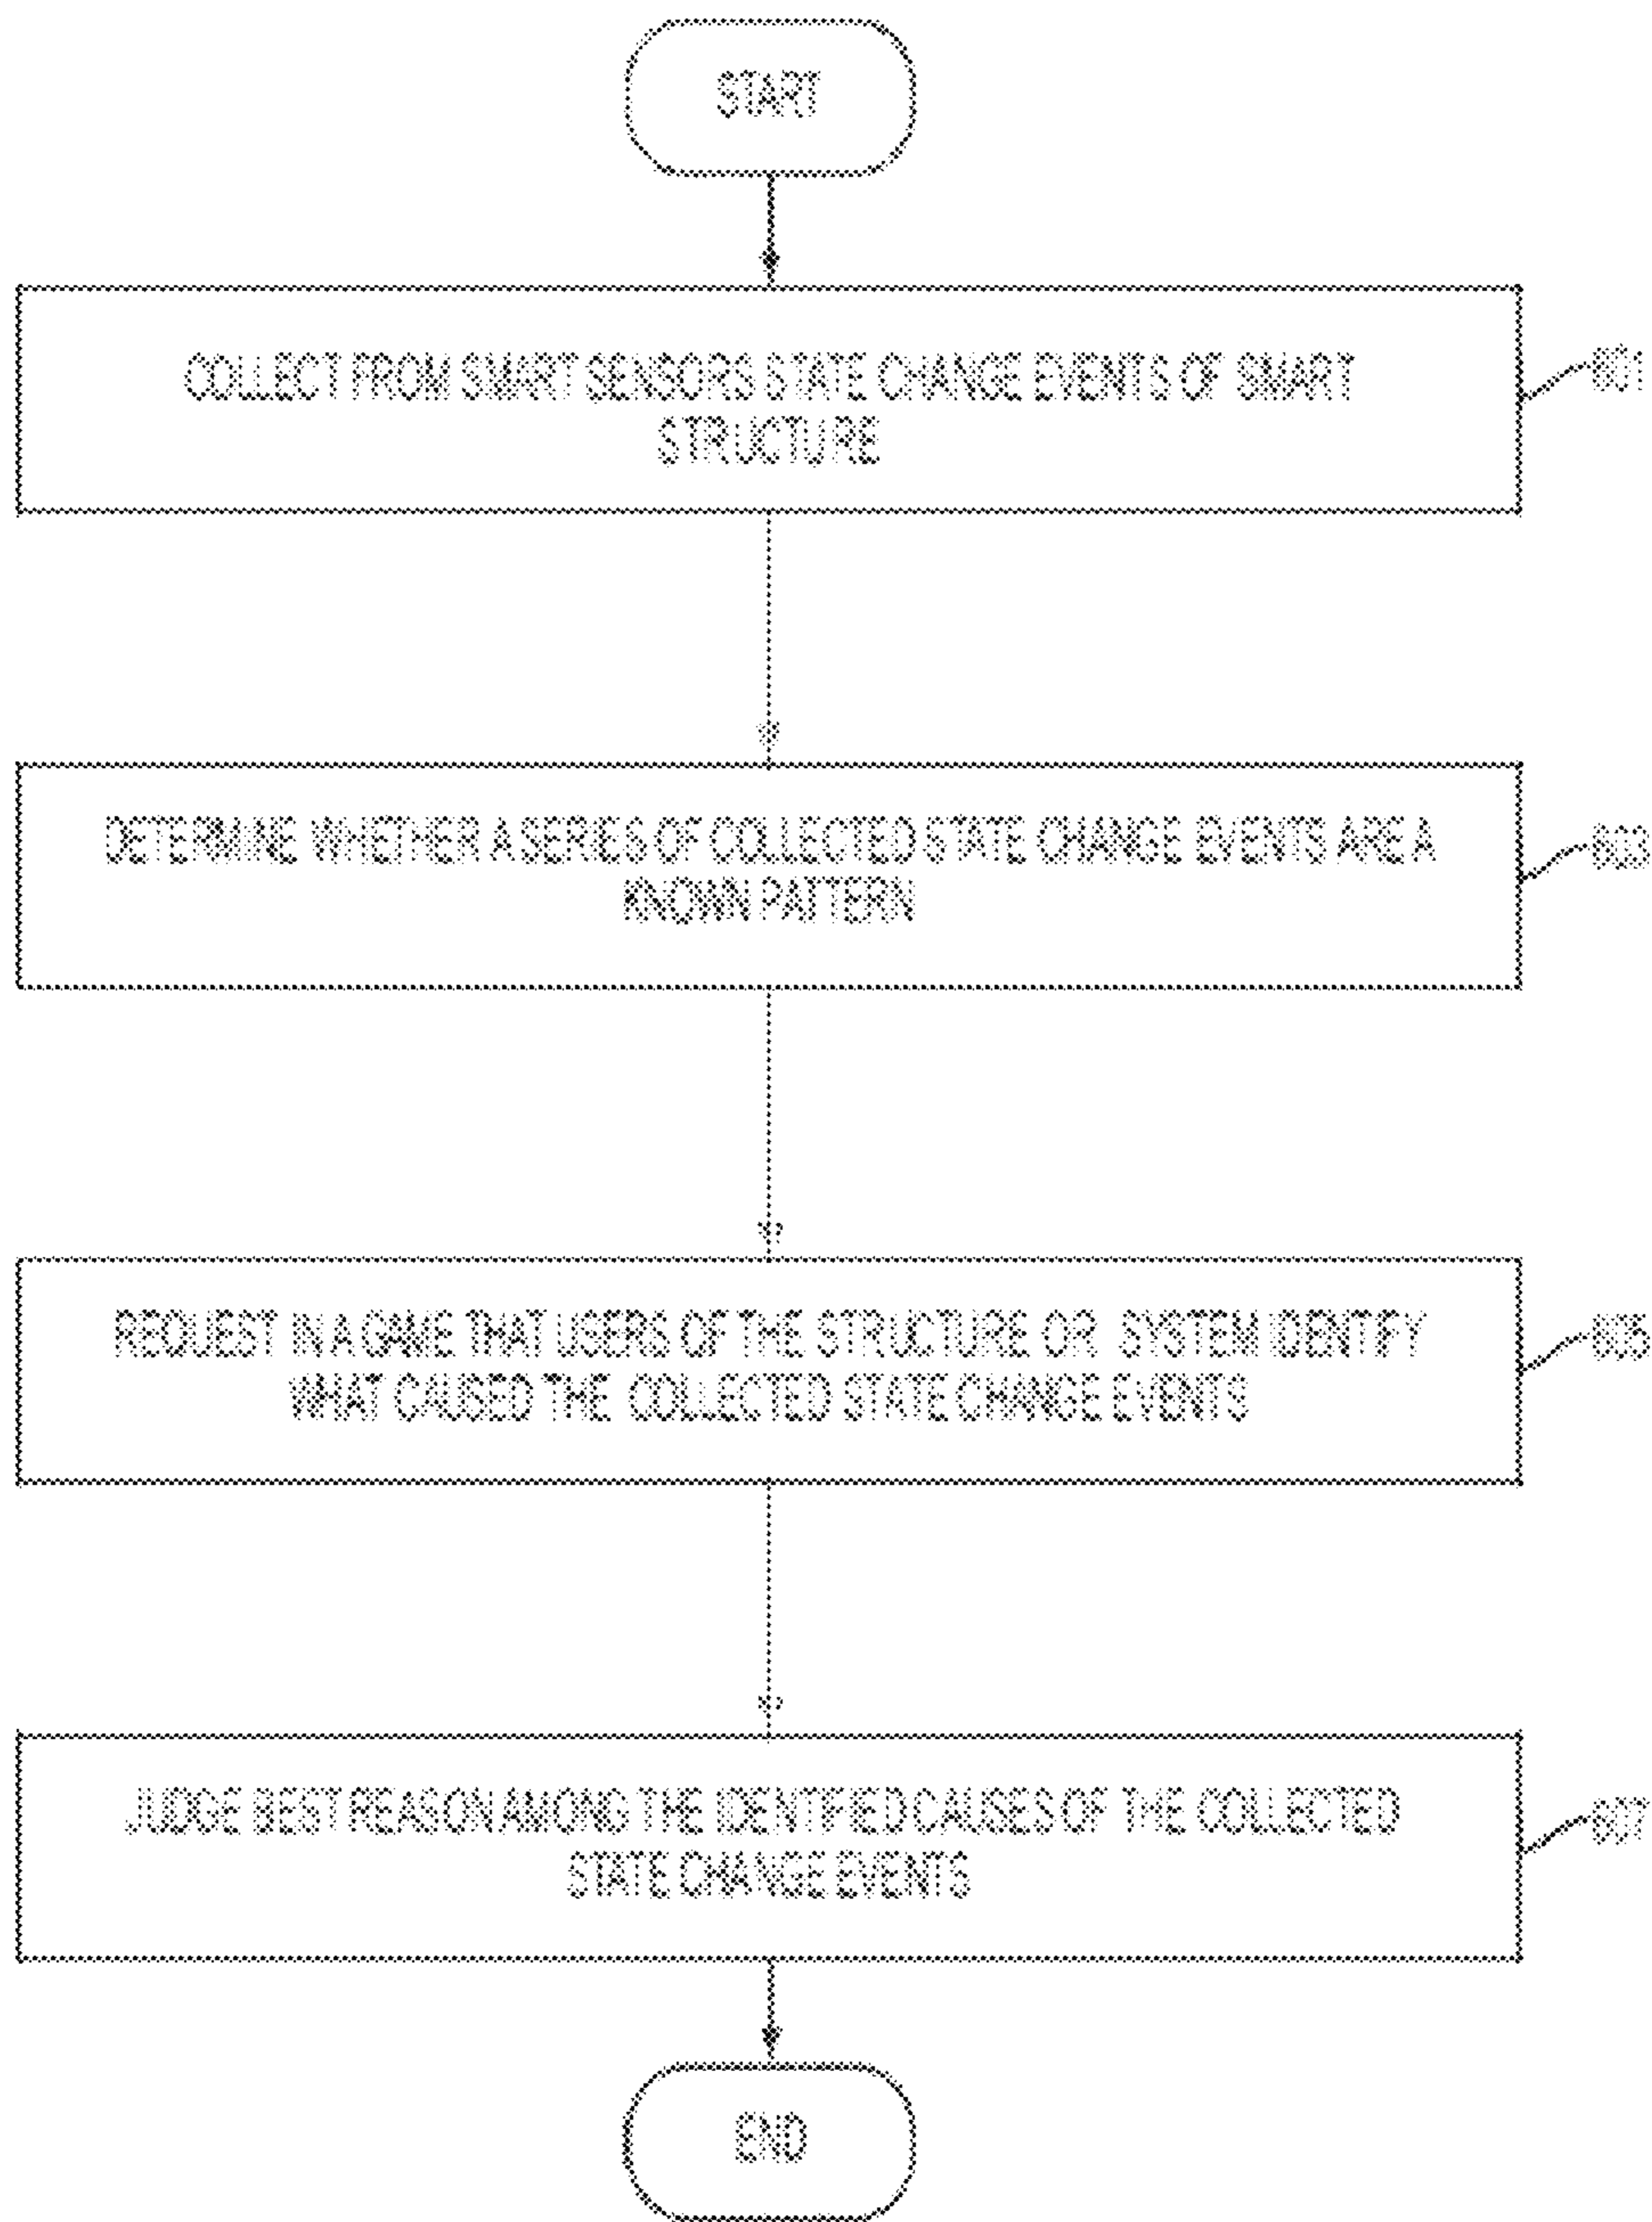 START
COLLECT FROM SMART SENSORS STATE CHANGE EVENTS OF SMART
STRUCTURE
801
DETERMINE WHETHER A SERIES OF COLLECTED STATE CHANGE EVENTS ARE A
KNOWN PATTERN
803
REQUEST IN A GAME THAT USERS OF THE STRUCTURE OR SYSTEM IDENTIFY
WHAT CAUSED THE COLLECTED STATE CHANGE EVENTS
805
JUDGE BEST REASON AMONG THE IDENTIFIED CAUSES OF THE COLLECTED
STATE CHANGE EVENTS
807
END